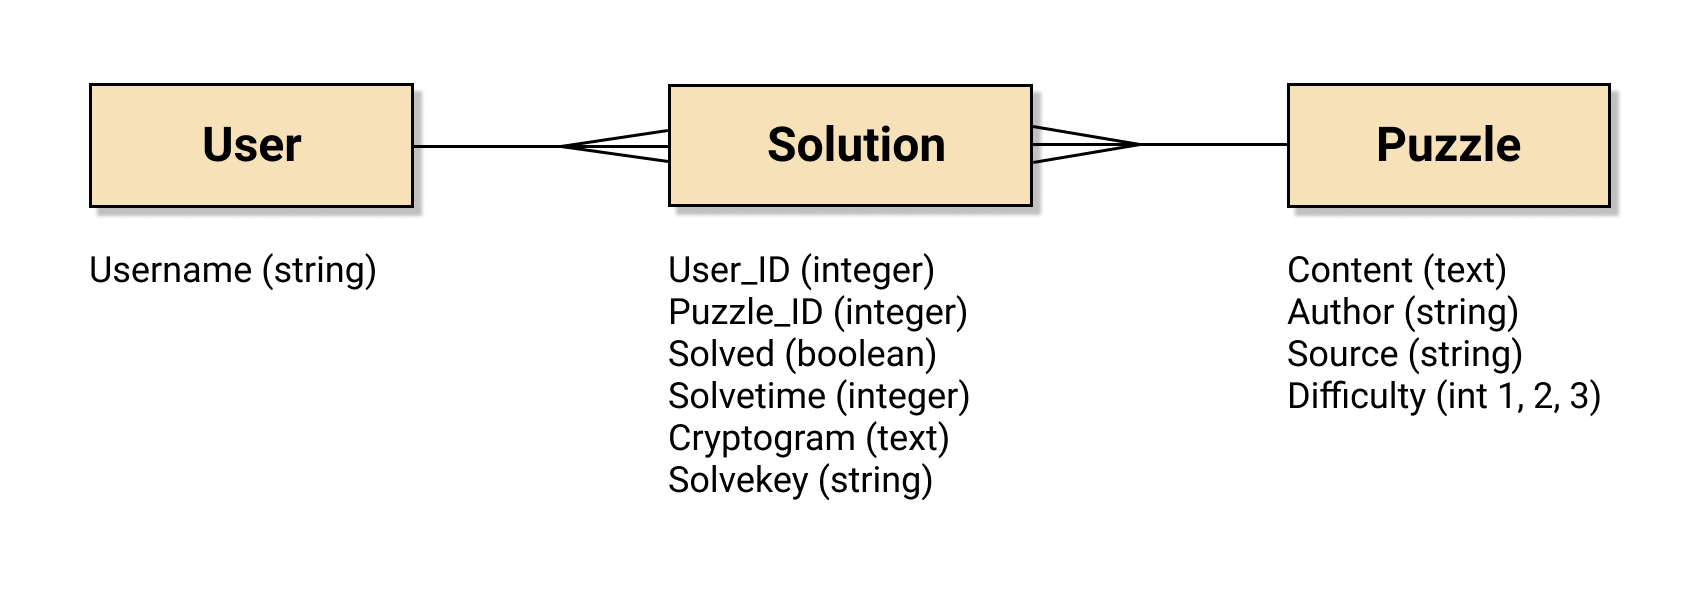 User
Solution
Puzzle
Username (string)
User_ID (integer)
Puzzle_ID (integer)
Solved (boolean)
Solvetime (integer)
Cryptogram (text)
Solvekey (string)
Content (text)
Author (string)
Source (string)
Difficulty (int 1, 2, 3)